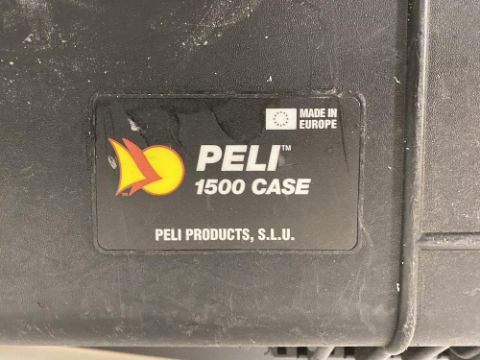 MADE IN
EUROPE
PELI™
1500 CASE
PELI PRODUCTS, S.L.U.